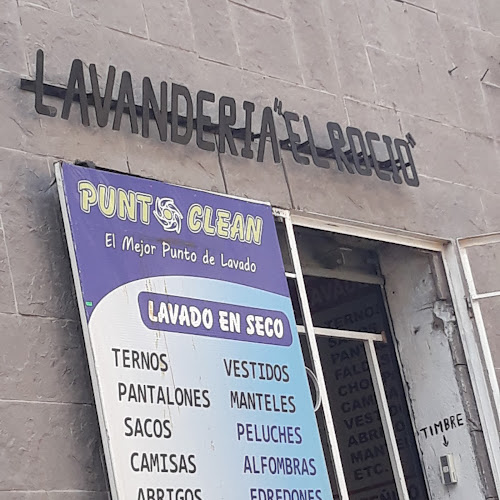 LAVANDERIA "EL ROCIO"
PUNTO CLEAN
El Mejor Punto de Lavado
LAVADO EN SECO
TERNOS VESTIDOS
PANTALONES MANTELES
SACOS PELUCHES
CAMISAS ALFOMBRAS
ABRIGOS EDREDONES
TIMBRE
ETC.